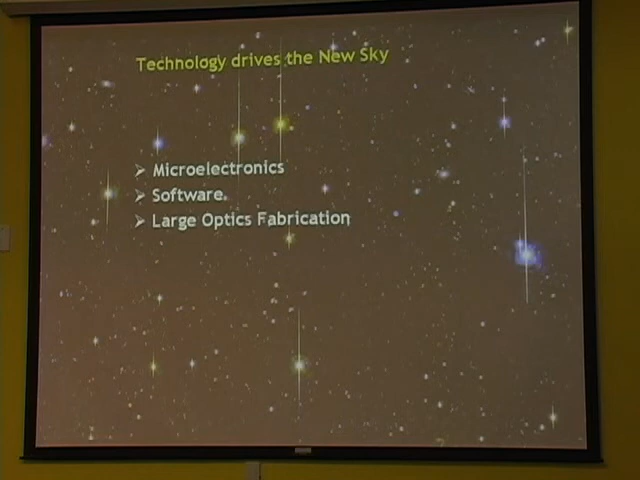 Technology drives the New Sky
➢ Microelectronics
➢ Software
➢ Large Optics Fabrication